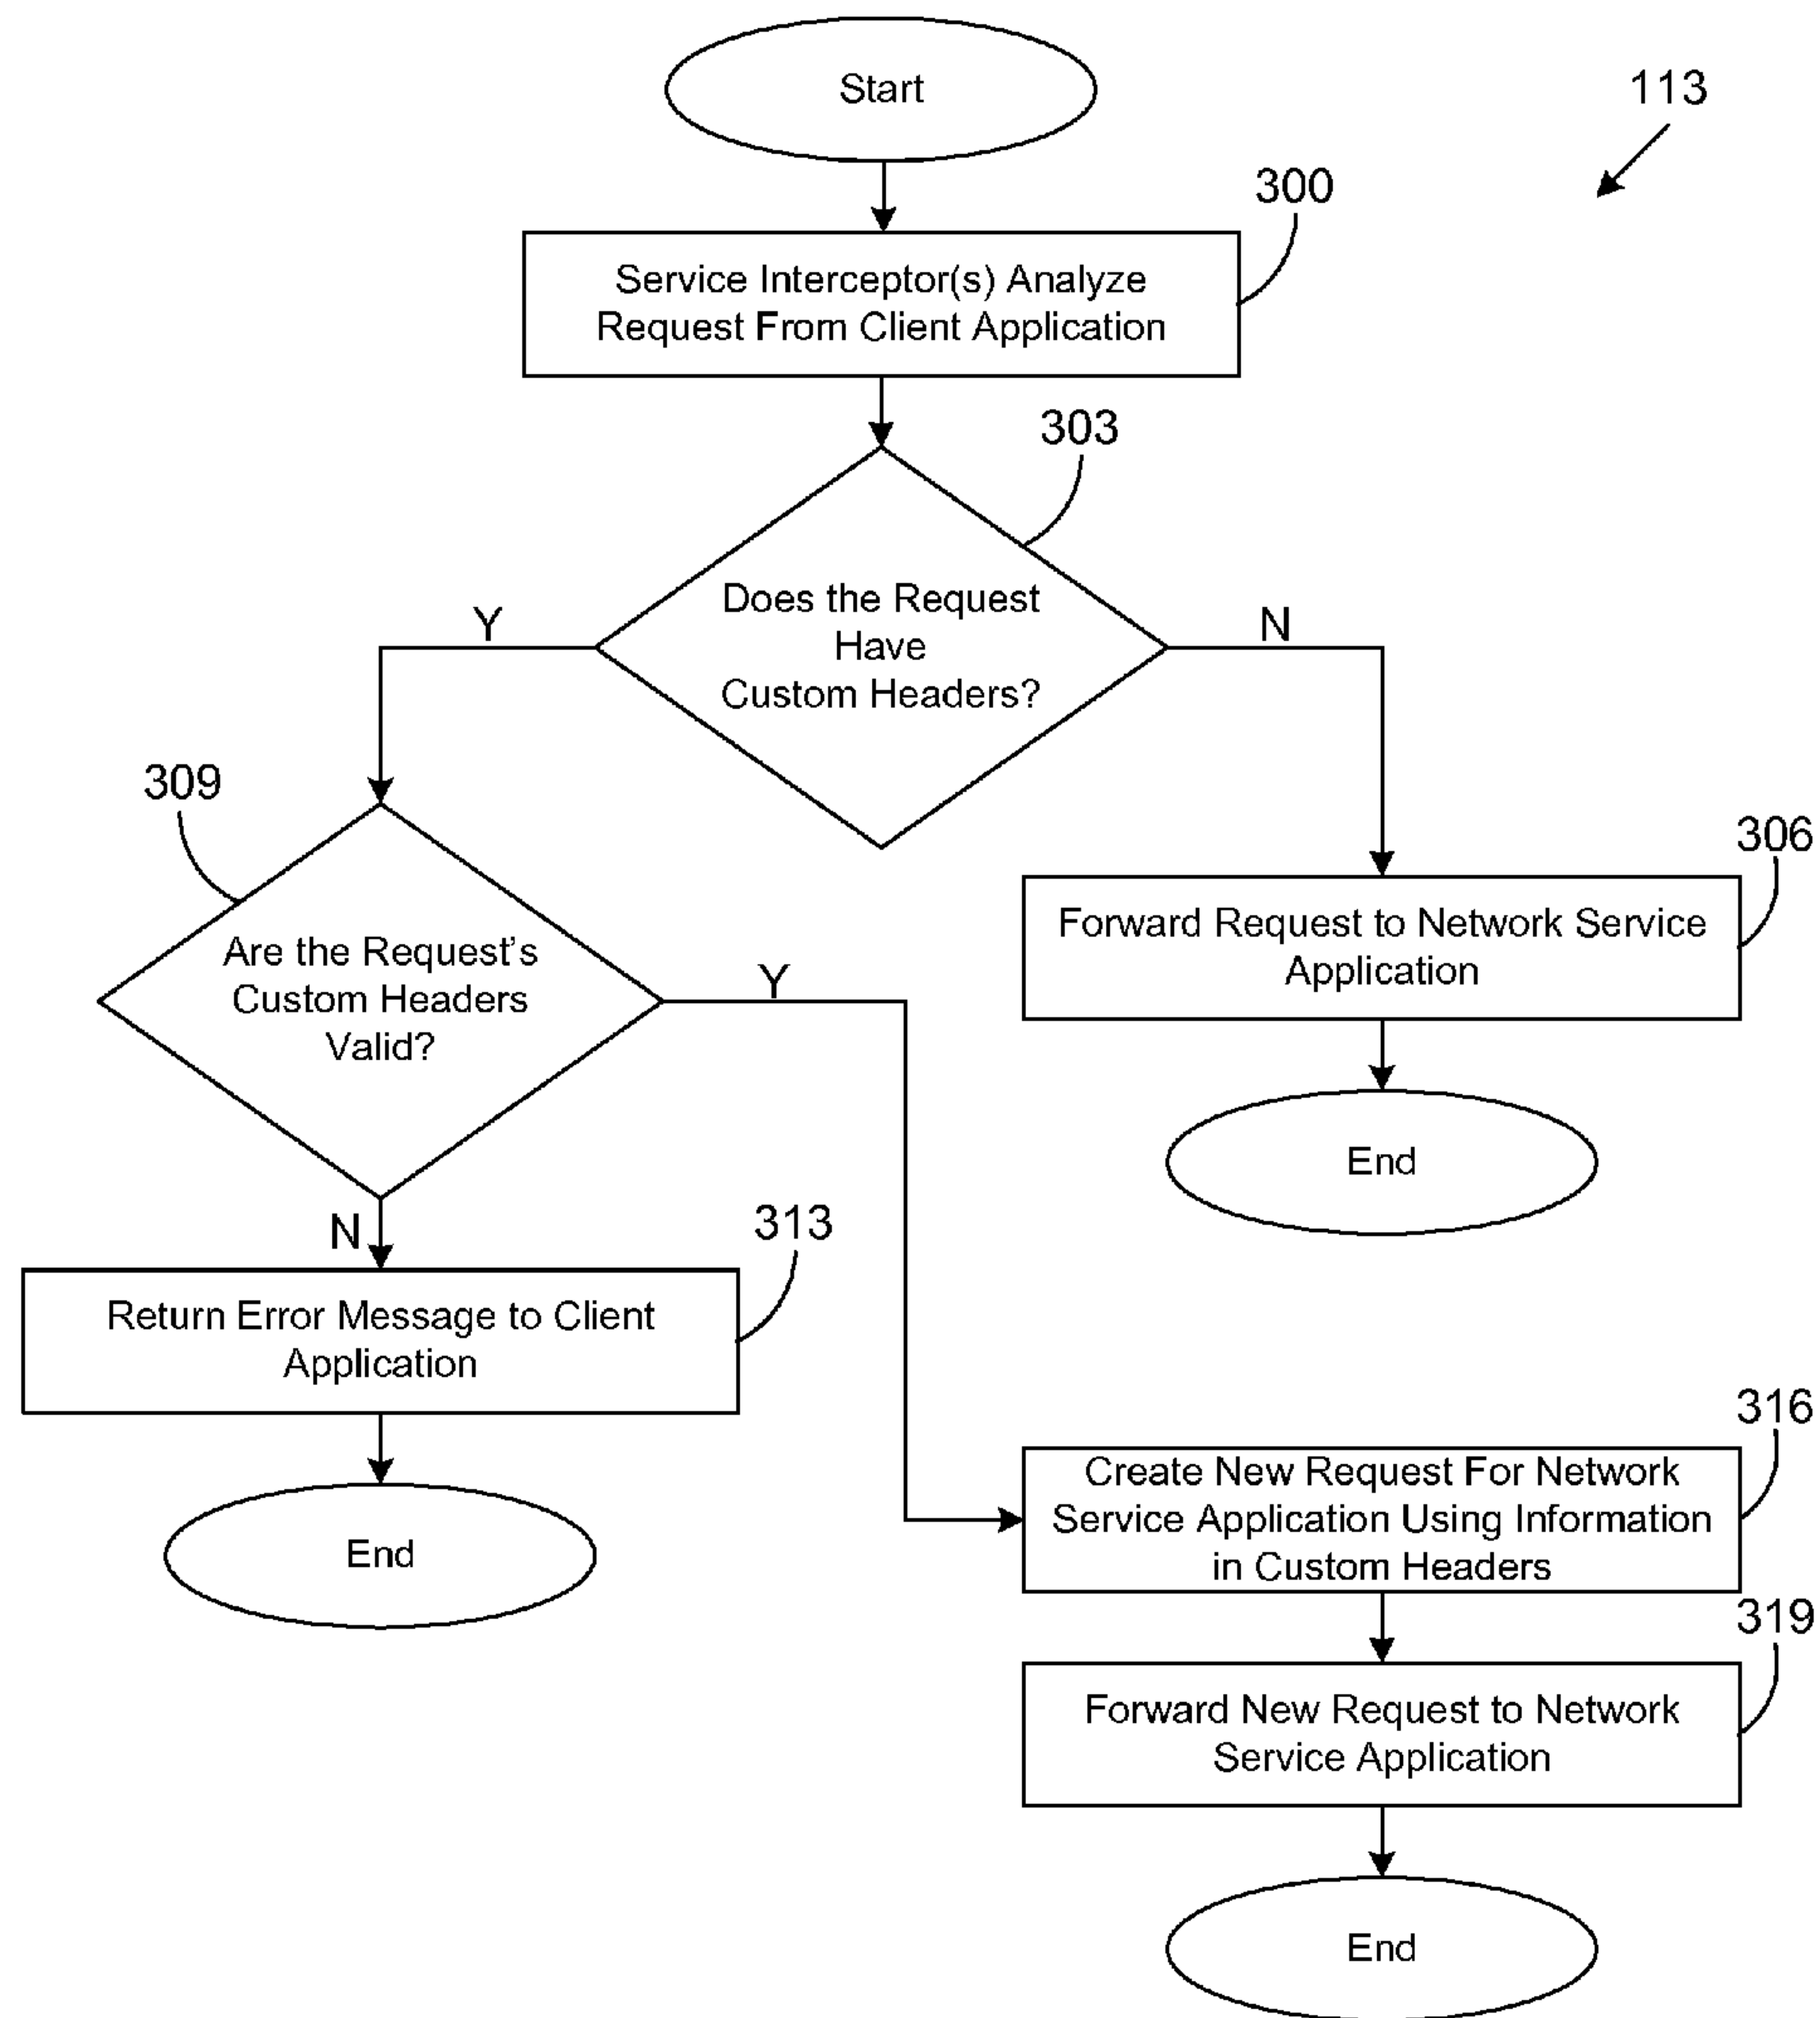 Start
113
300
Service Interceptor(s) Analyze
Request From Client Application
303
Does the Request
Have
Custom Headers?
Y
N
309
306
Are the Request's
Custom Headers
Valid?
Y
Forward Request to Network Service
Application
End
N
313
Return Error Message to Client
Application
End
316
Create New Request For Network
Service Application Using Information
in Custom Headers
319
Forward New Request to Network
Service Application
End